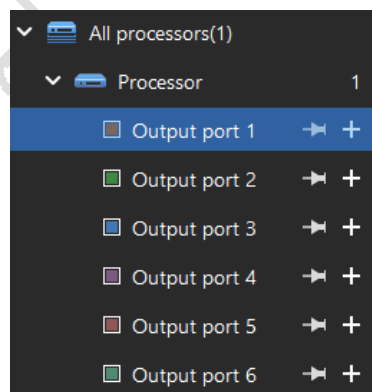 All processors(1)
Processor 1
Output port 1
Output port 2
Output port 3
Output port 4
Output port 5
Output port 6